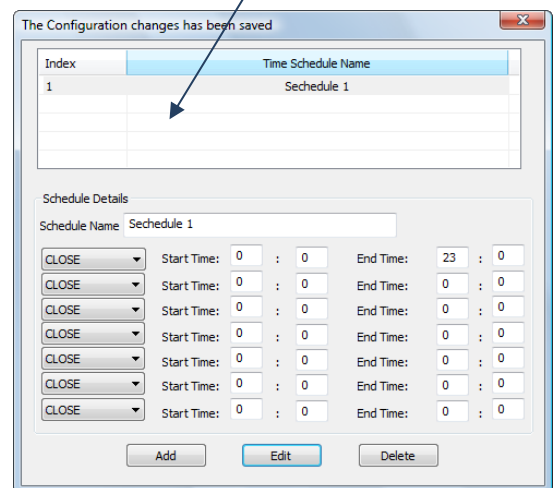 The Configuration changes has been saved
Index Time Schedule Name
1 Sechedule 1
Schedule Details
Schedule Name Sechedule 1
CLOSE Start Time: 0 : 0 End Time: 23 : 0
CLOSE Start Time: 0 : 0 End Time: 0 : 0
CLOSE Start Time: 0 : 0 End Time: 0 : 0
CLOSE Start Time: 0 : 0 End Time: 0 : 0
CLOSE Start Time: 0 : 0 End Time: 0 : 0
CLOSE Start Time: 0 : 0 End Time: 0 : 0
CLOSE Start Time: 0 : 0 End Time: 0 : 0
Add Edit Delete